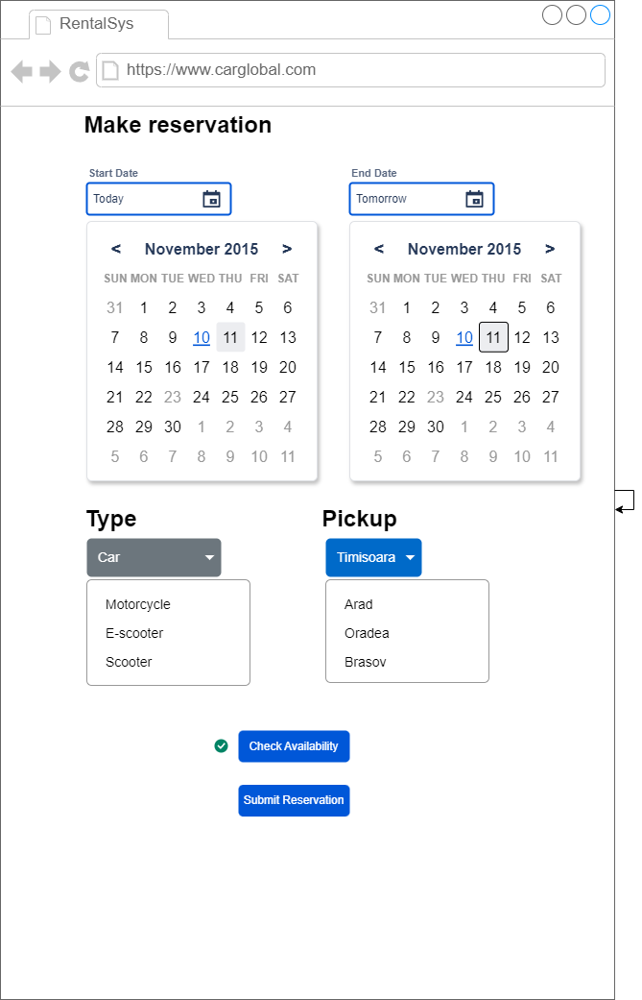 RentalSys
https://www.carglobal.com
Make reservation
Start Date
Today
< November 2015 >
SUN MON TUE WED THU FRI SAT
31 1 2 3 4 5 6
7 8 9 10 11 12 13
14 15 16 17 18 19 20
21 22 23 24 25 26 27
28 29 30 1 2 3 4
5 6 7 8 9 10 11
End Date
Tomorrow
< November 2015 >
SUN MON TUE WED THU FRI SAT
31 1 2 3 4 5 6
7 8 9 10 11 12 13
14 15 16 17 18 19 20
21 22 23 24 25 26 27
28 29 30 1 2 3 4
5 6 7 8 9 10 11
Type
Car
Motorcycle
E-scooter
Scooter
Pickup
Timisoara
Arad
Oradea
Brasov
Check Availability
Submit Reservation